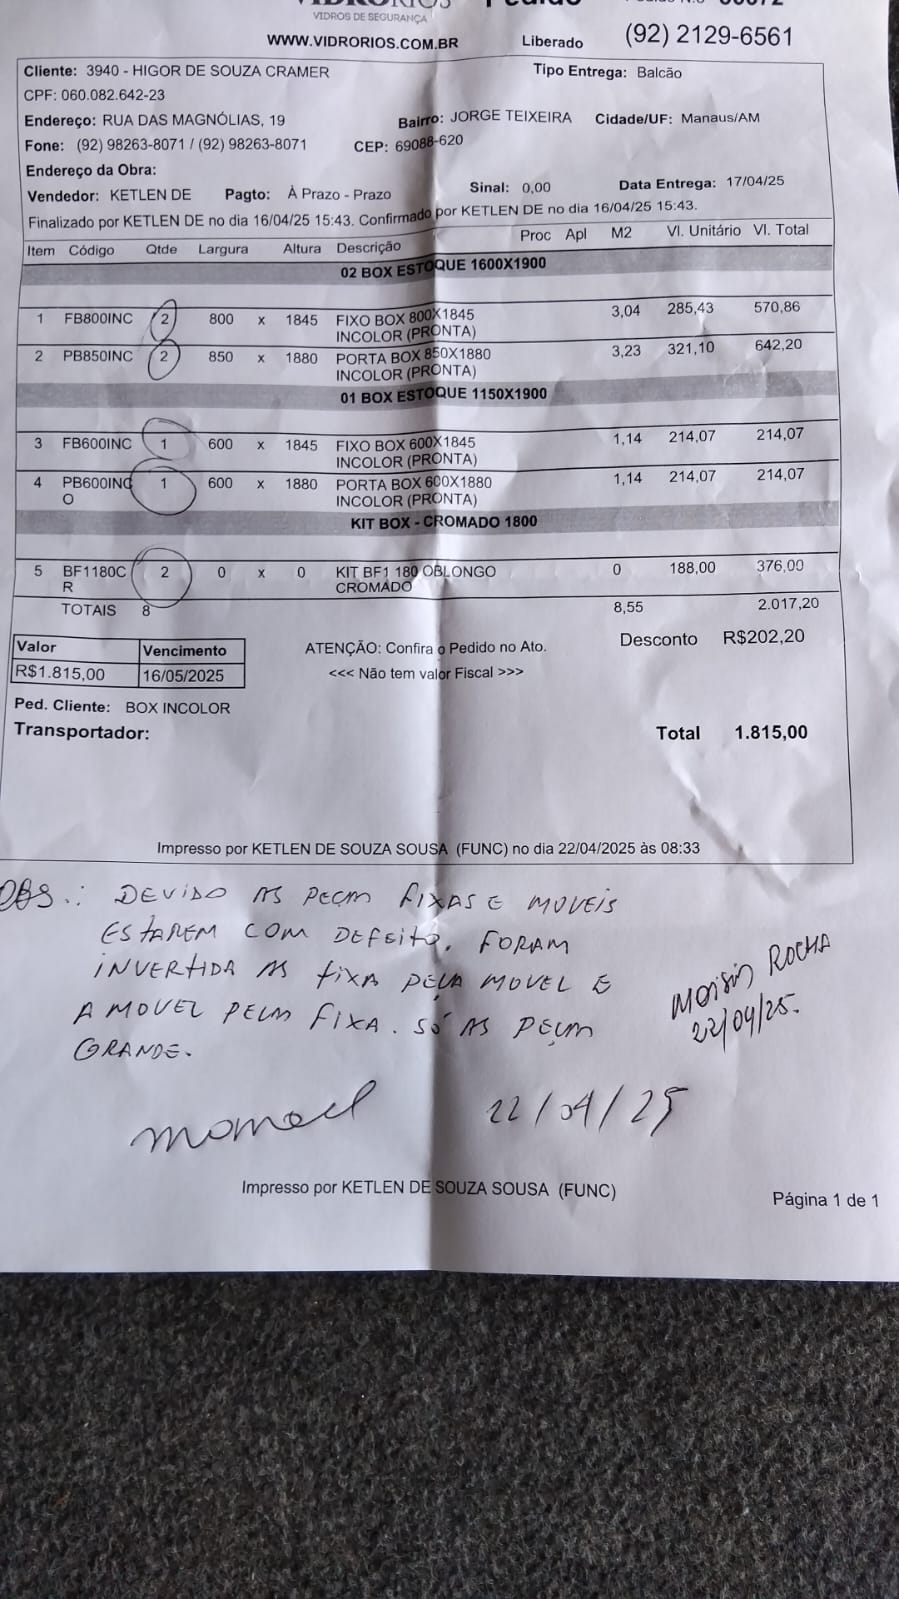 VIDROS DE SEGURANÇA
WWW.VIDRORIOS.COM.BR Liberado (92) 2129-6561
Cliente: 3940 - HIGOR DE SOUZA CRAMER Tipo Entrega: Balcão
CPF: 060.082.642-23
Endereço: RUA DAS MAGNÓLIAS, 19 Bairro: JORGE TEIXEIRA Cidade/UF: Manaus/AM
Fone: (92) 98263-8071 / (92) 98263-8071 CEP: 69088-620
Endereço da Obra:
Vendedor: KETLEN DE Pagto: À Prazo - Prazo Sinal: 0,00 Data Entrega: 17/04/25
Finalizado por KETLEN DE no dia 16/04/25 15:43. Confirmado por KETLEN DE no dia 16/04/25 15:43.
Item Código Qtde Largura Altura Descrição Proc Apl M2 Vl. Unitário Vl. Total
02 BOX ESTOQUE 1600X1900
1 FB800INC 2 800 x 1845 FIXO BOX 800X1845 3,04 285,43 570,86
INCOLOR (PRONTA)
2 PB850INC 2 850 x 1880 PORTA BOX 850X1880 3,23 321,10 642,20
INCOLOR (PRONTA)
01 BOX ESTOQUE 1150X1900
3 FB600INC 1 600 x 1845 FIXO BOX 600X1845 1,14 214,07 214,07
INCOLOR (PRONTA)
4 PB600INC 1 600 x 1880 PORTA BOX 600X1880 1,14 214,07 214,07
O INCOLOR (PRONTA)
KIT BOX - CROMADO 1800
5 BF1180C 2 0 x 0 KIT BF1 180 OBLONGO 0 188,00 376,00
R CROMADO
TOTAIS 8 8,55 2.017,20
Valor Vencimento ATENÇÃO: Confira o Pedido no Ato. Desconto R$202,20
R$1.815,00 16/05/2025 <<< Não tem valor Fiscal >>>
Ped. Cliente: BOX INCOLOR
Transportador: Total 1.815,00
Impresso por KETLEN DE SOUZA SOUSA (FUNC) no dia 22/04/2025 às 08:33
OBS.: DEVIDO AS PEÇAS FIXAS E MOVEIS
ESTAREM COM DEFEITO. FORAM
INVERTIDA AS FIXA PELA MOVEL E
A MOVEL PELA FIXA. SÓ AS PEÇAS
GRANDE.
ROCHA
22/04/25.
22/04/25
Impresso por KETLEN DE SOUZA SOUSA (FUNC)
Página 1 de 1